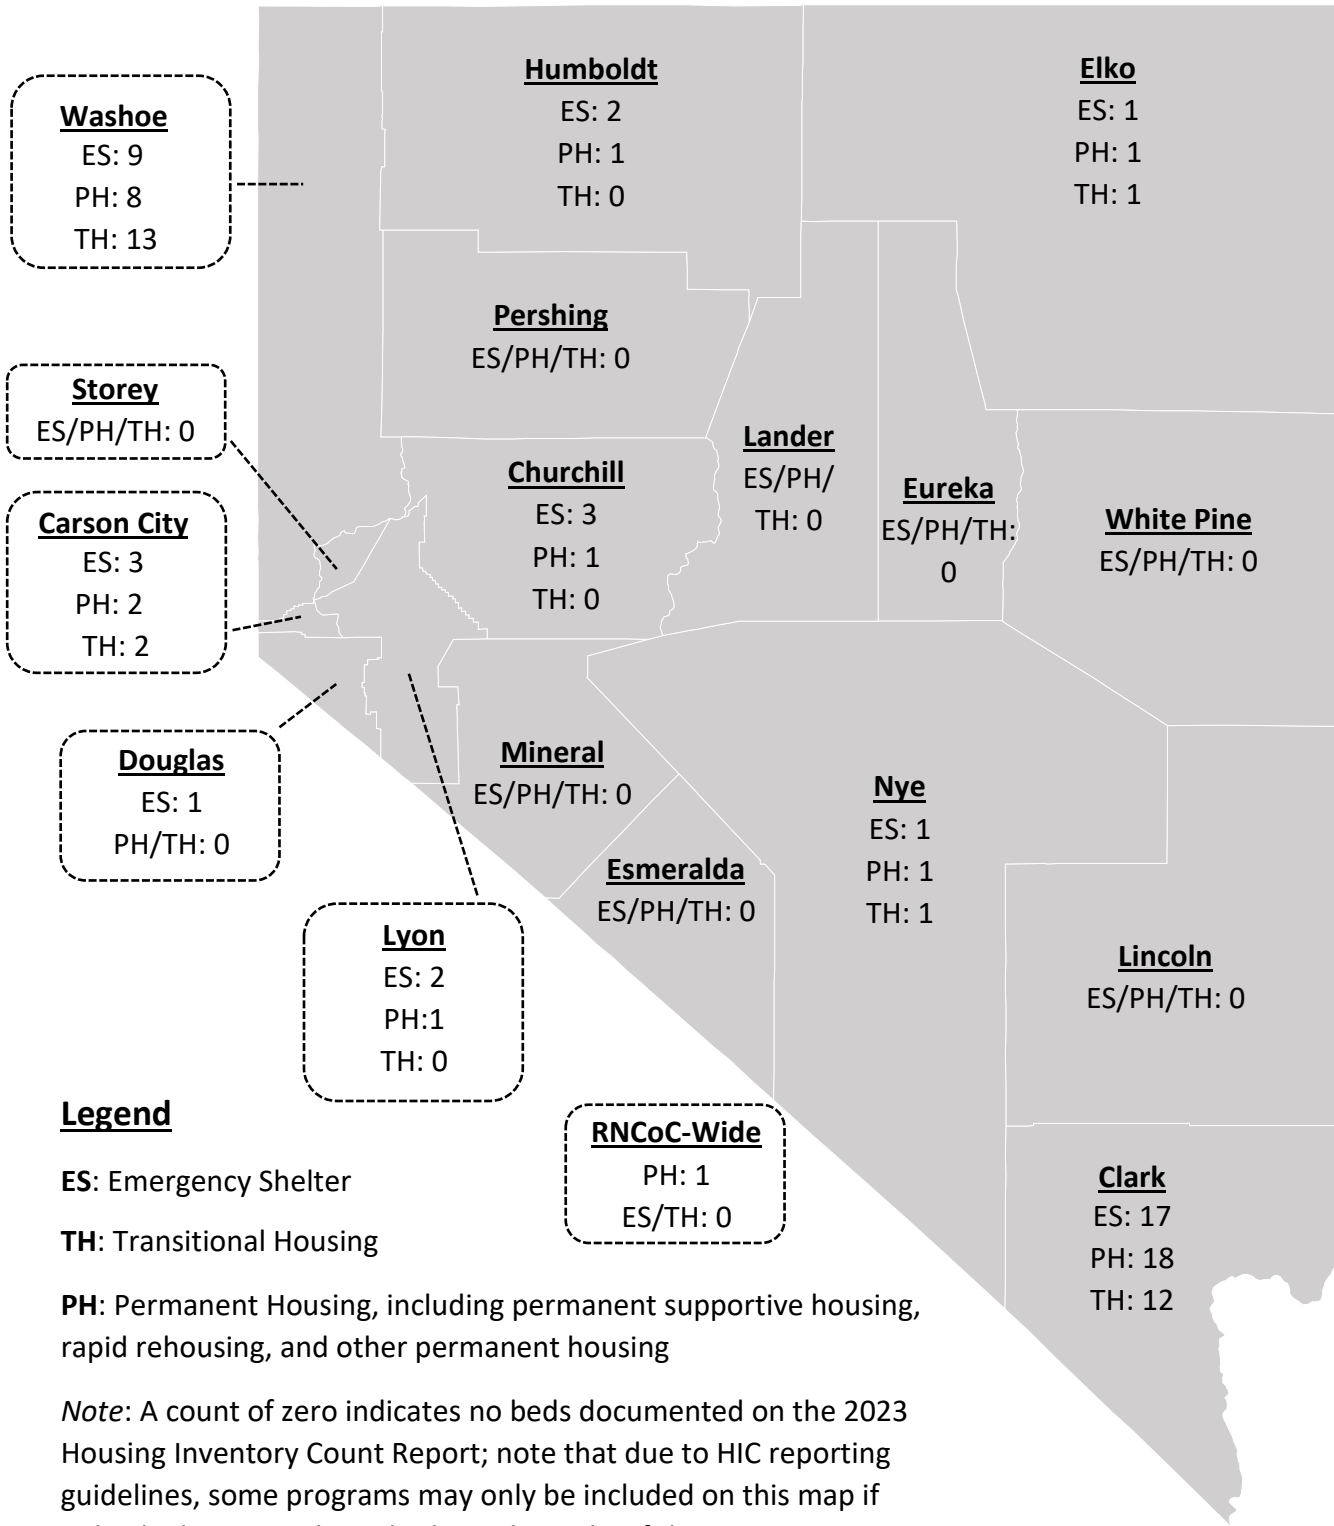 Humboldt
ES: 2
PH: 1
TH: 0
Elko
ES: 1
PH: 1
TH: 1
Washoe
ES: 9
PH: 8
TH: 13
Pershing
ES/PH/TH: 0
Storey
ES/PH/TH: 0
Lander
ES/PH/
TH: 0
Churchill
ES: 3
PH: 1
TH: 0
Eureka
ES/PH/TH:
0
White Pine
ES/PH/TH: 0
Carson City
ES: 3
PH: 2
TH: 2
Douglas
ES: 1
PH/TH: 0
Mineral
ES/PH/TH: 0
Nye
ES: 1
PH: 1
TH: 1
Esmeralda
ES/PH/TH: 0
Lyon
ES: 2
PH:1
TH: 0
Lincoln
ES/PH/TH: 0
RNCoC-Wide
PH: 1
ES/TH: 0
Clark
ES: 17
PH: 18
TH: 12
Legend
ES: Emergency Shelter
TH: Transitional Housing
PH: Permanent Housing, including permanent supportive housing,
rapid rehousing, and other permanent housing
Note: A count of zero indicates no beds documented on the 2023
Housing Inventory Count Report; note that due to HIC reporting
guidelines, some programs may only be included on this map if